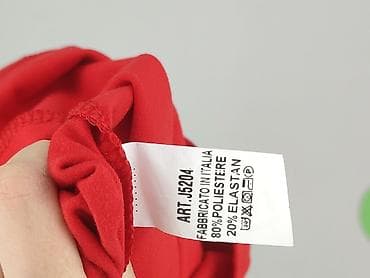 ART.J5204
FABBRICATO IN ITALIA
80%POLIESTERE
20%ELASTAN